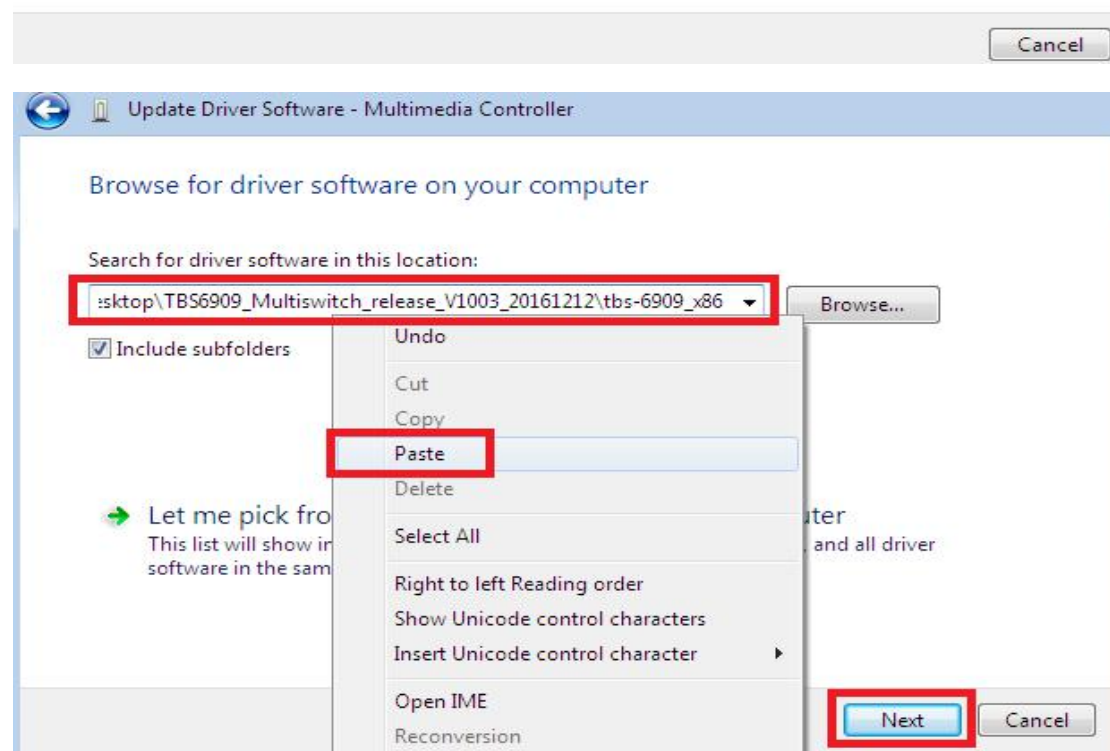 Cancel
Update Driver Software - Multimedia Controller
Browse for driver software on your computer
Search for driver software in this location:
esktop\TBS6909_Multiswitch_release_V1003_20161212\tbs-6909_x86
Browse...
Include subfolders
Undo
Cut
Copy
Paste
Delete
Let me pick fro
uter
This list will show in
, and all driver
software in the sam
Select All
Right to left Reading order
Show Unicode control characters
Insert Unicode control character
Open IME
Reconversion
Next
Cancel